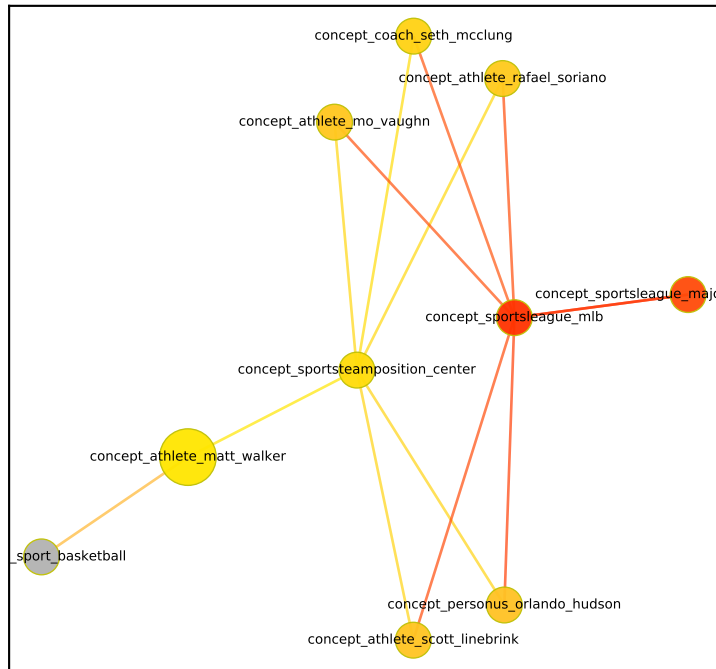 concept_coach_seth_mcclung
concept_athlete_rafael_soriano
concept_athlete_mo_vaughn
concept_sportsleague_majo
concept_sportsleague_mlb
concept_sportsteamposition_center
concept_athlete_matt_walker
_sport_basketball
concept_personus_orlando_hudson
concept_athlete_scott_linebrink